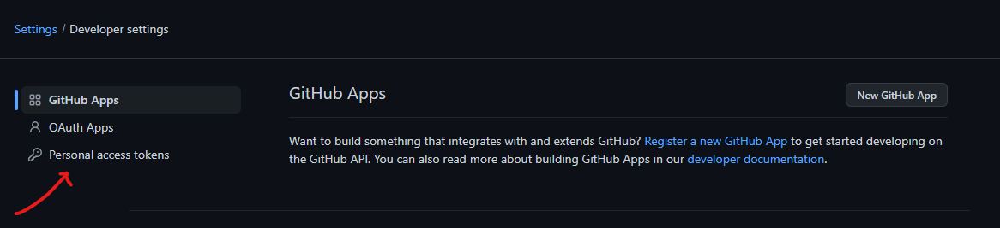 Settings / Developer settings
GitHub Apps
OAuth Apps
Personal access tokens
GitHub Apps
New GitHub App
Want to build something that integrates with and extends GitHub? Register a new GitHub App to get started developing on
the GitHub API. You can also read more about building GitHub Apps in our developer documentation.